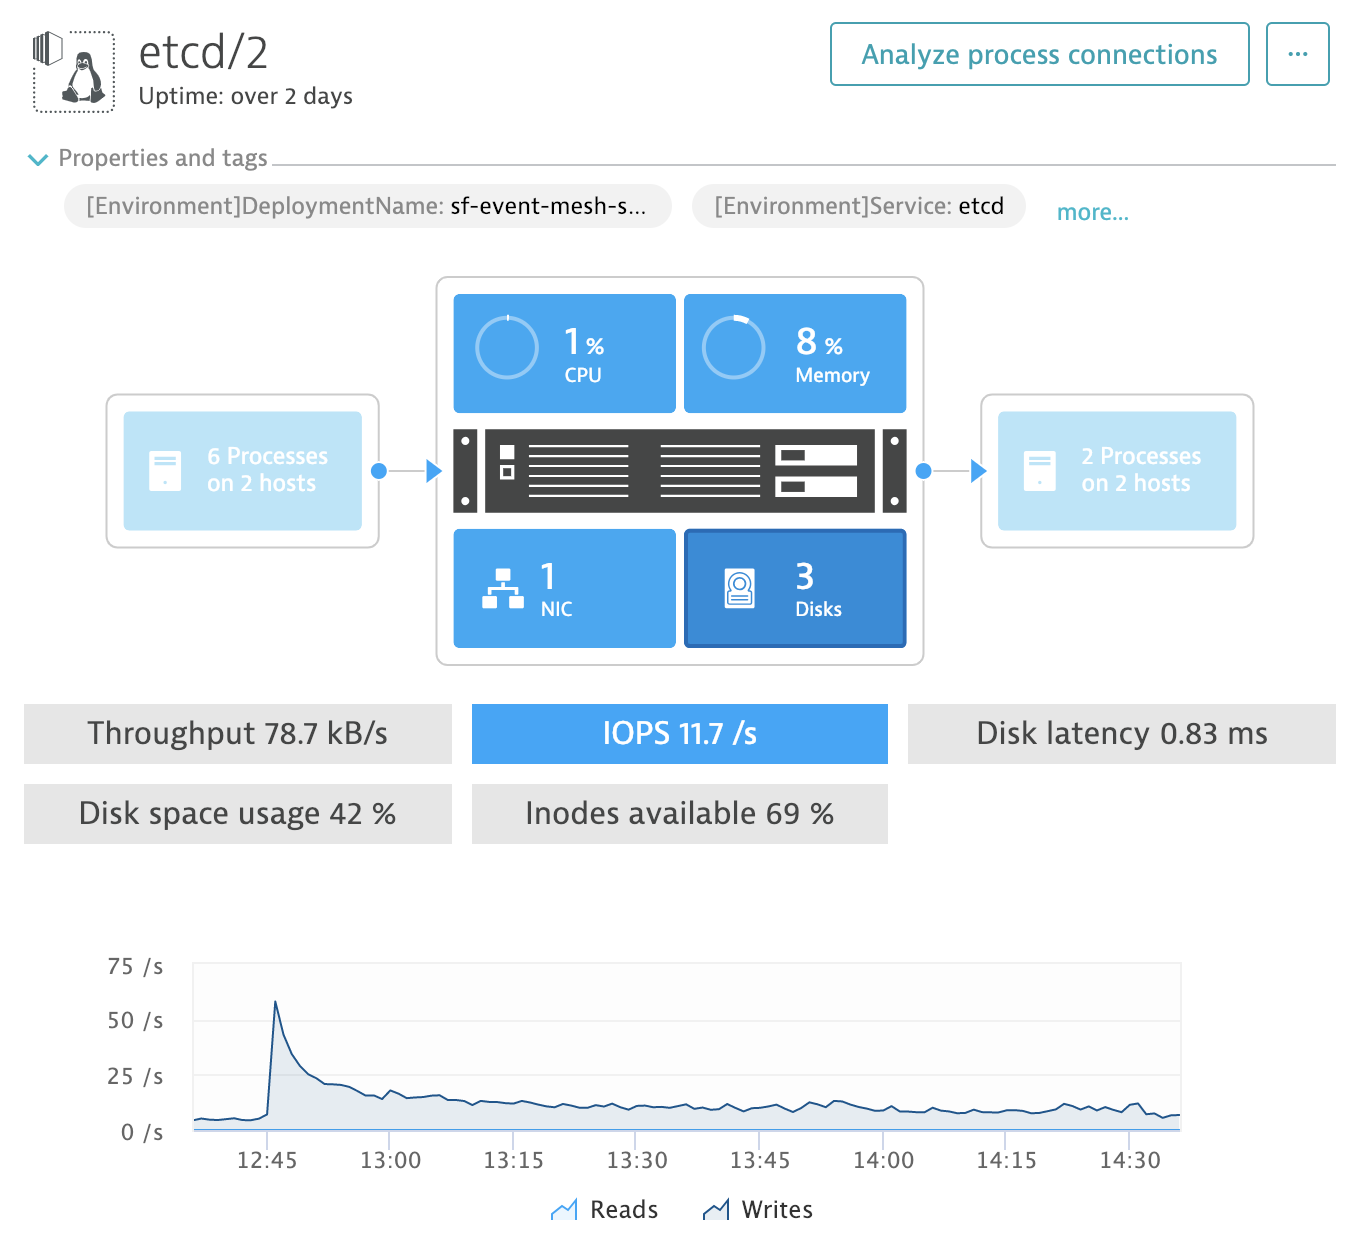 etcd/2
Uptime: over 2 days
Analyze process connections
...
Properties and tags
[Environment]DeploymentName: sf-event-mesh-s...
[Environment]Service: etcd
more...
1 %
CPU
8 %
Memory
6 Processes
on 2 hosts
2 Processes
on 2 hosts
1
NIC
3
Disks
Throughput 78.7 kB/s
IOPS 11.7 /s
Disk latency 0.83 ms
Disk space usage 42 %
Inodes available 69 %
75 /s
50 /s
25 /s
0 /s
12:45 13:00 13:15 13:30 13:45 14:00 14:15 14:30
Reads Writes